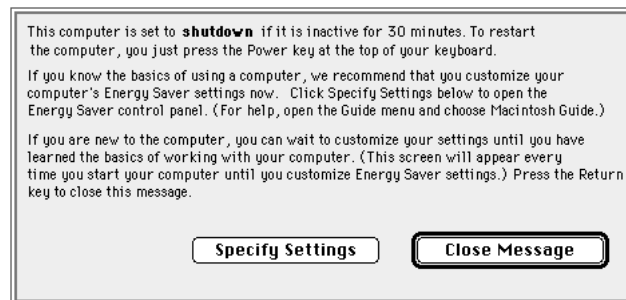 This computer is set to shutdown if it is inactive for 30 minutes. To restart
the computer, you just press the Power key at the top of your keyboard.
If you know the basics of using a computer, we recommend that you customize your
computer's Energy Saver settings now. Click Specify Settings below to open the
Energy Saver control panel. (For help, open the Guide menu and choose Macintosh Guide.)
If you are new to the computer, you can wait to customize your settings until you have
learned the basics of working with your computer. (This screen will appear every
time you start your computer until you customize Energy Saver settings.) Press the Return
key to close this message.
Specify Settings
Close Message